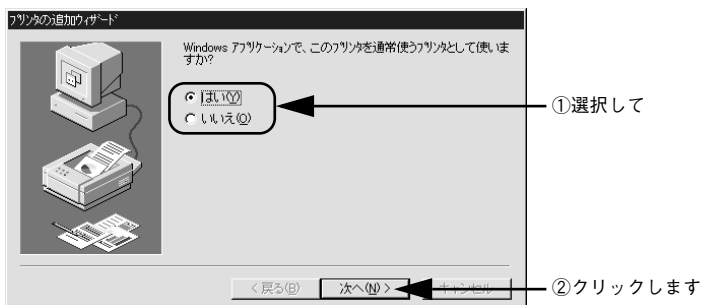 プリンタの追加ウィザード
Windows アプリケーションで、このプリンタを通常使うプリンタとして使いま
すか?
はい(Y)
①選択して
いいえ(O)
< 戻る(B)
次へ(N) >
キャンセル
②クリックします